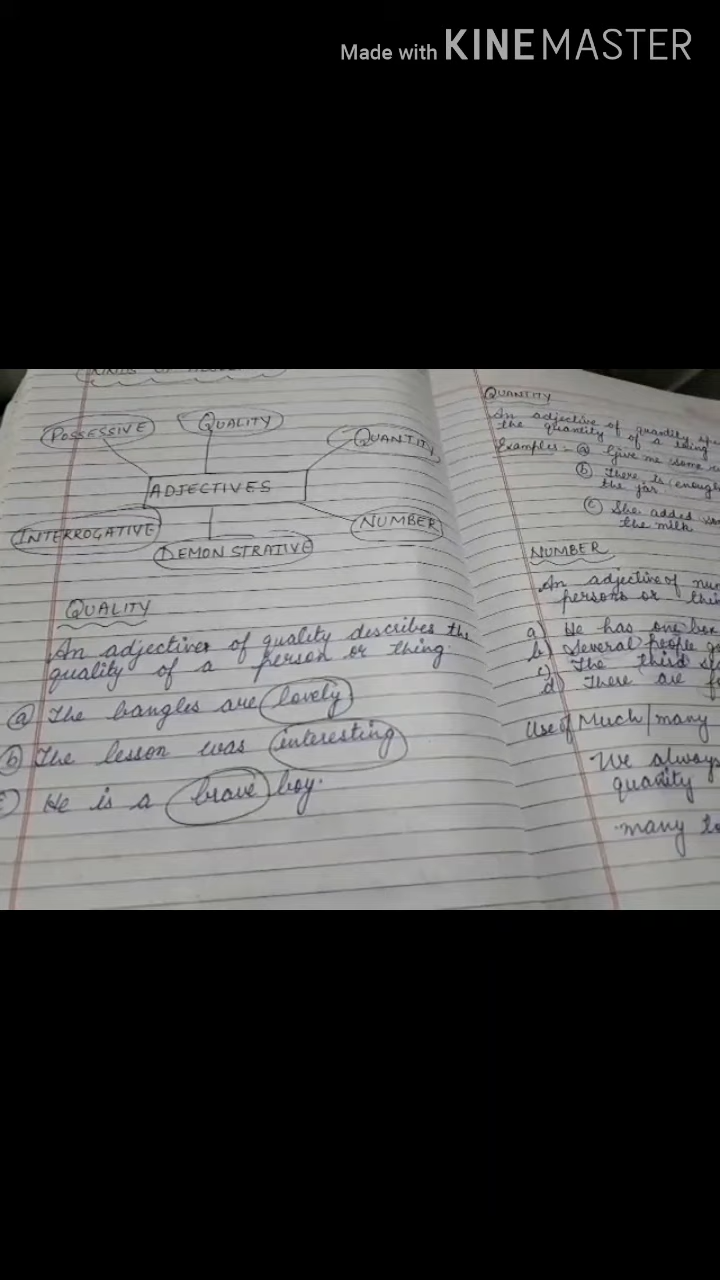 Made with KINEMASTER
POSSESSIVE
QUALITY
QUANTITY
ADJECTIVES
INTERROGATIVE
DEMONSTRATIVE
NUMBER
QUALITY
An adjective of quality describes the
quality of a person or thing.
a) The bangles are lovely
b) The lesson was interesting
He is a brave boy.
QUANTITY
An adjective of
the quantity of a thing
Examples:- a) Give me some
b) There is enough
the jar.
c) She added
the milk
NUMBER
An adjective of
persons or
a) He has one
b) Several people
c) The third
d) There are
Use of Much/many
We always
quantity
many